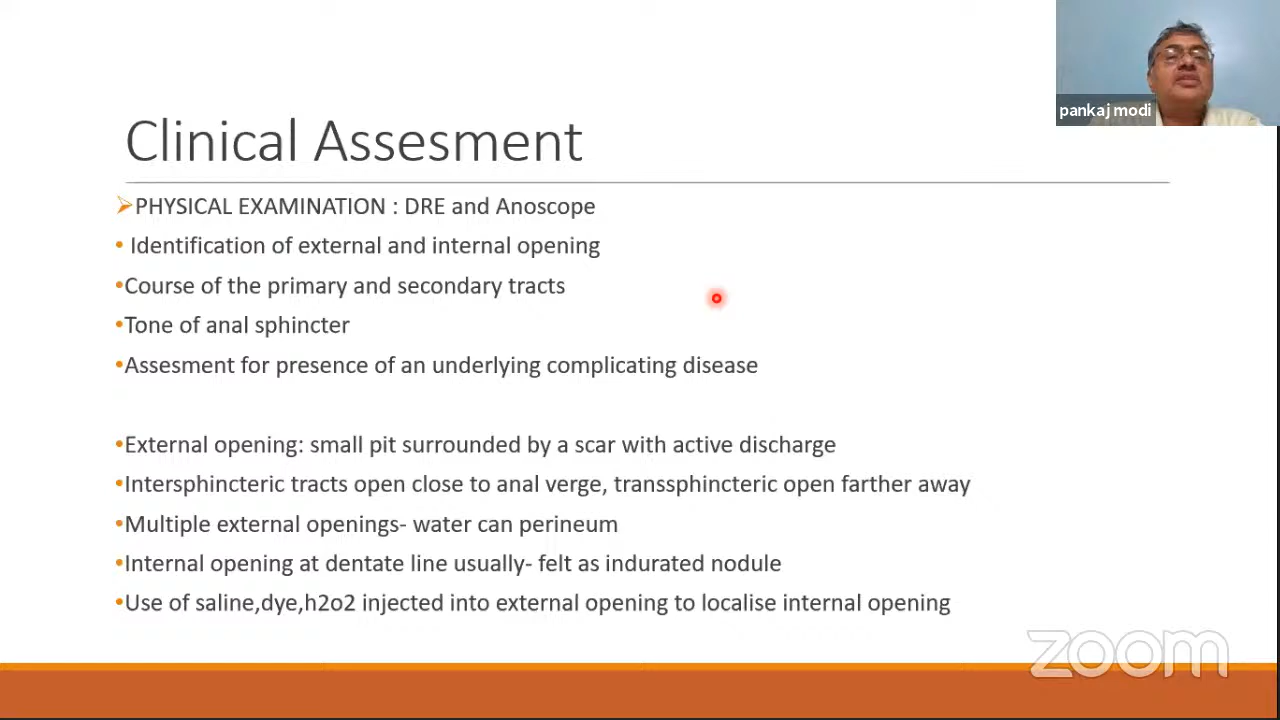 pankaj modi
Clinical Assesment
PHYSICAL EXAMINATION : DRE and Anoscope
• Identification of external and internal opening
•Course of the primary and secondary tracts
•Tone of anal sphincter
•Assesment for presence of an underlying complicating disease
•External opening: small pit surrounded by a scar with active discharge
•Intersphincteric tracts open close to anal verge, transsphincteric open farther away
•Multiple external openings- water can perineum
•Internal opening at dentate line usually- felt as indurated nodule
•Use of saline,dye,h2o2 injected into external opening to localise internal opening
zoom